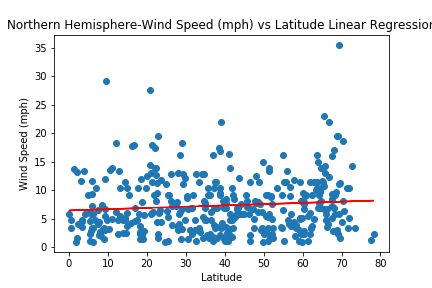 Northern Hemisphere-Wind Speed (mph) vs Latitude Linear Regression
35
30
25
20
15
10
5
0
Wind Speed (mph)
0 10 20 30 40 50 60 70 80
Latitude